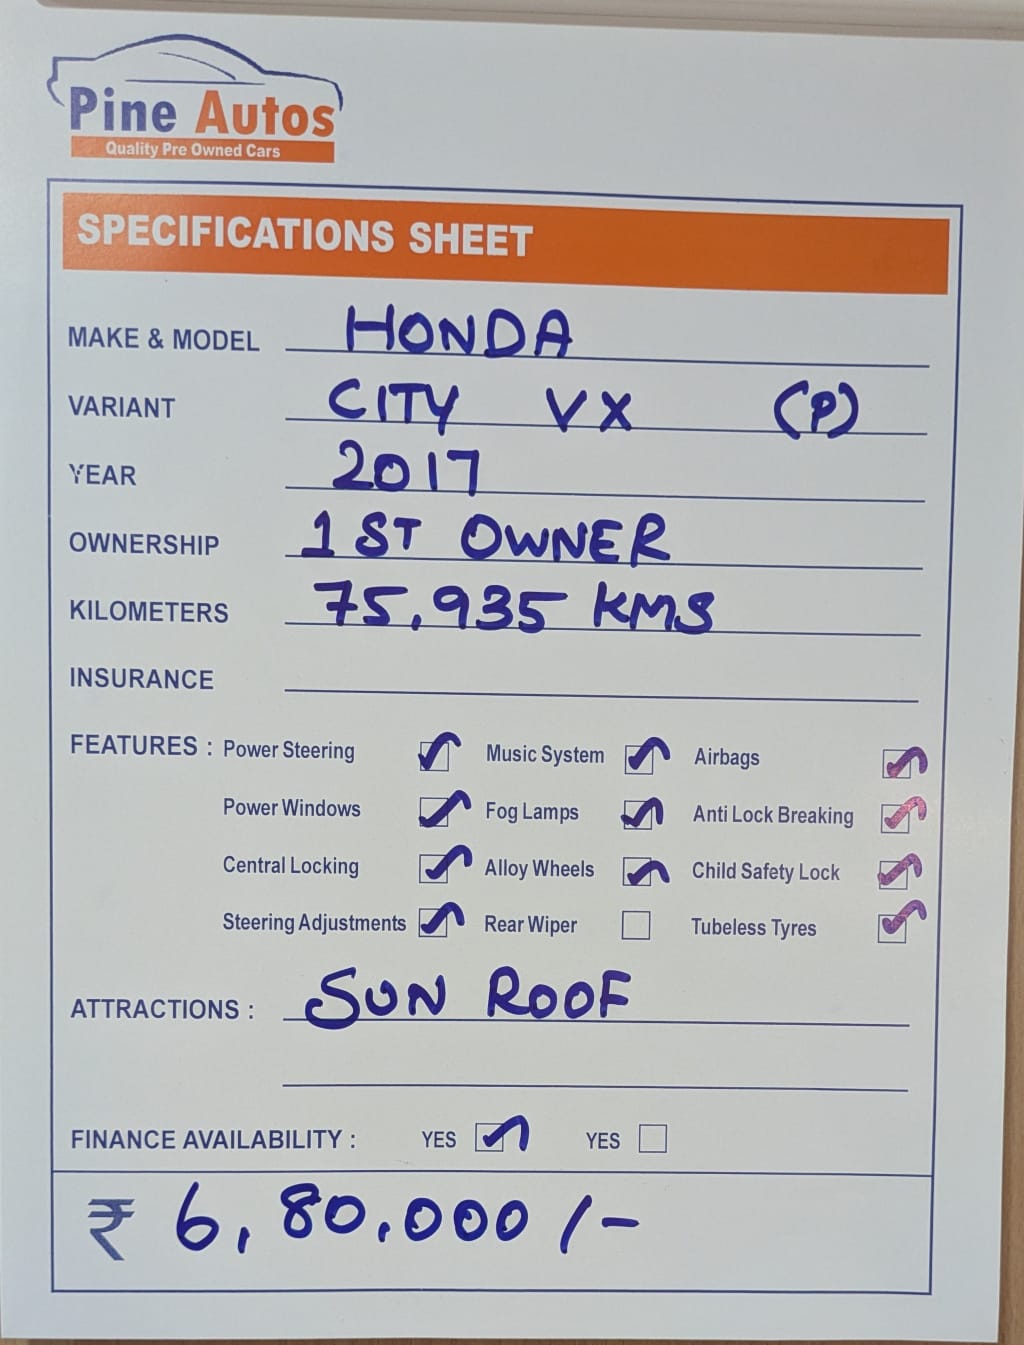 Pine Autos
Quality Pre Owned Cars
SPECIFICATIONS SHEET
MAKE & MODEL HONDA
VARIANT CITY VX (P)
YEAR 2017
OWNERSHIP 1 ST OWNER
KILOMETERS 75,935 KMS
INSURANCE
FEATURES : Power Steering Music System Airbags
Power Windows Fog Lamps Anti Lock Breaking
Central Locking Alloy Wheels Child Safety Lock
Steering Adjustments Rear Wiper Tubeless Tyres
ATTRACTIONS : SUN ROOF
FINANCE AVAILABILITY : YES YES
₹ 6,80,000/-